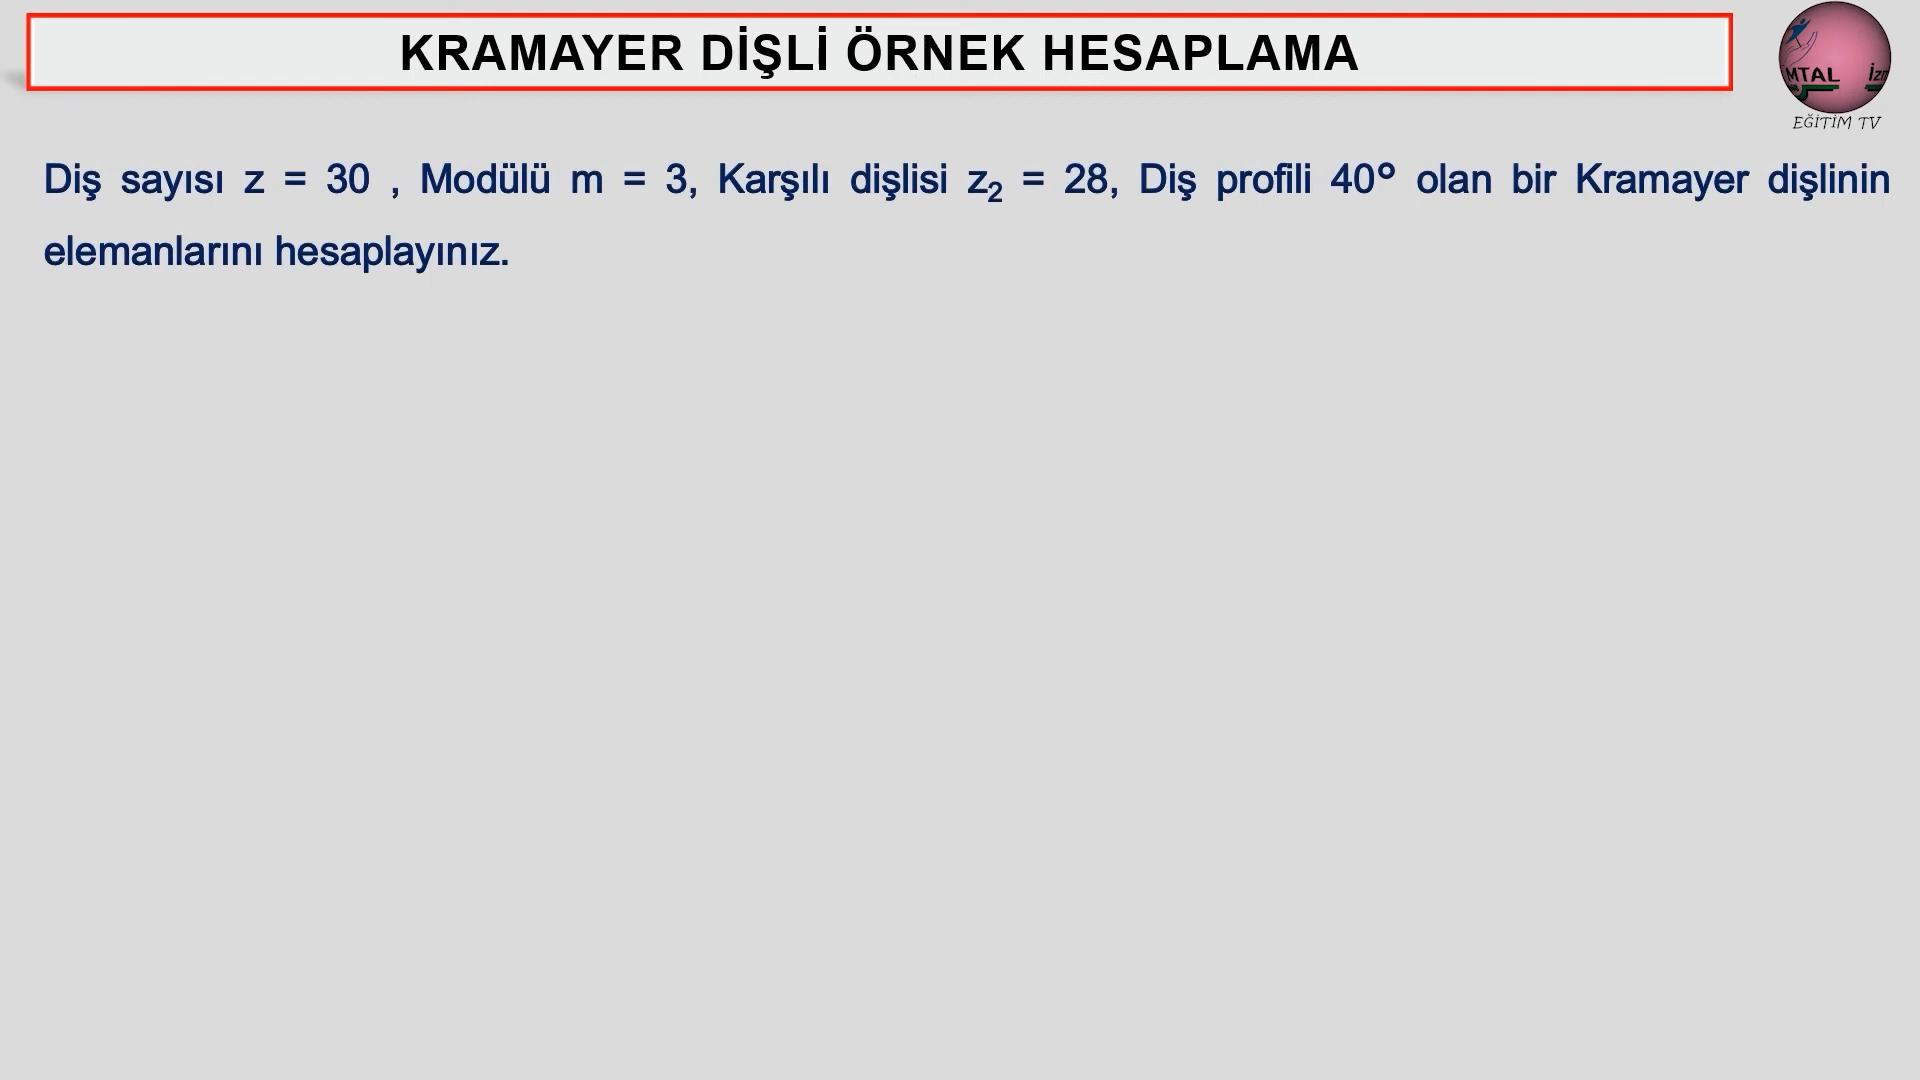 KRAMAYER DİŞLİ ÖRNEK HESAPLAMA
MTAL İzm
EĞİTİM TV
Diş sayısı z = 30 , Modülü m = 3, Karşılı dişlisi z₂ = 28, Diş profili 40° olan bir Kramayer dişlinin
elemanlarını hesaplayınız.